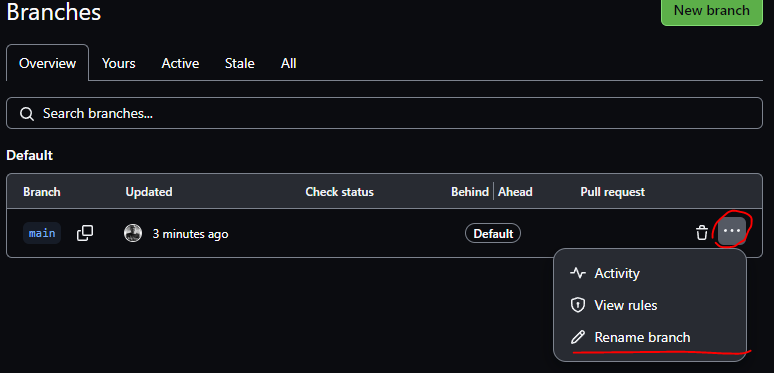 Branches
New branch
Overview Yours Active Stale All
Search branches...
Default
Branch Updated Check status Behind Ahead Pull request
main 3 minutes ago Default
Activity
View rules
Rename branch